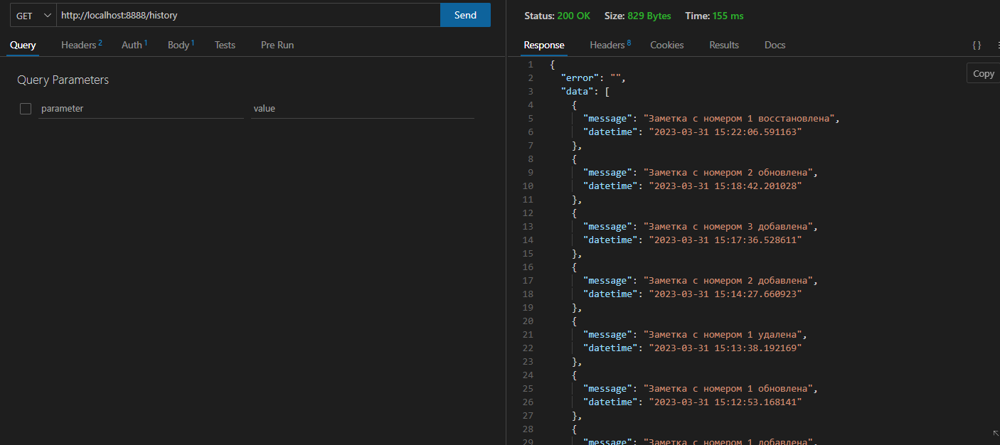 GET http://localhost:8888/history Send
Query Headers 2 Auth 1 Body 1 Tests Pre Run
Query Parameters
parameter value
Status: 200 OK Size: 829 Bytes Time: 155 ms
Response Headers 8 Cookies Results Docs { }
Copy
1 {
2 "error": "",
3 "data": [
4 {
5 "message": "Заметка с номером 1 восстановлена",
6 "datetime": "2023-03-31 15:22:06.591163"
7 },
8 {
9 "message": "Заметка с номером 2 обновлена",
10 "datetime": "2023-03-31 15:18:42.201028"
11 },
12 {
13 "message": "Заметка с номером 3 добавлена",
14 "datetime": "2023-03-31 15:17:36.528611"
15 },
16 {
17 "message": "Заметка с номером 2 добавлена",
18 "datetime": "2023-03-31 15:14:27.660923"
19 },
20 {
21 "message": "Заметка с номером 1 удалена",
22 "datetime": "2023-03-31 15:13:38.192169"
23 },
24 {
25 "message": "Заметка с номером 1 обновлена",
26 "datetime": "2023-03-31 15:12:53.168141"
27 },
28 {
29 "message": "Заметка с номером 1 добавлена",